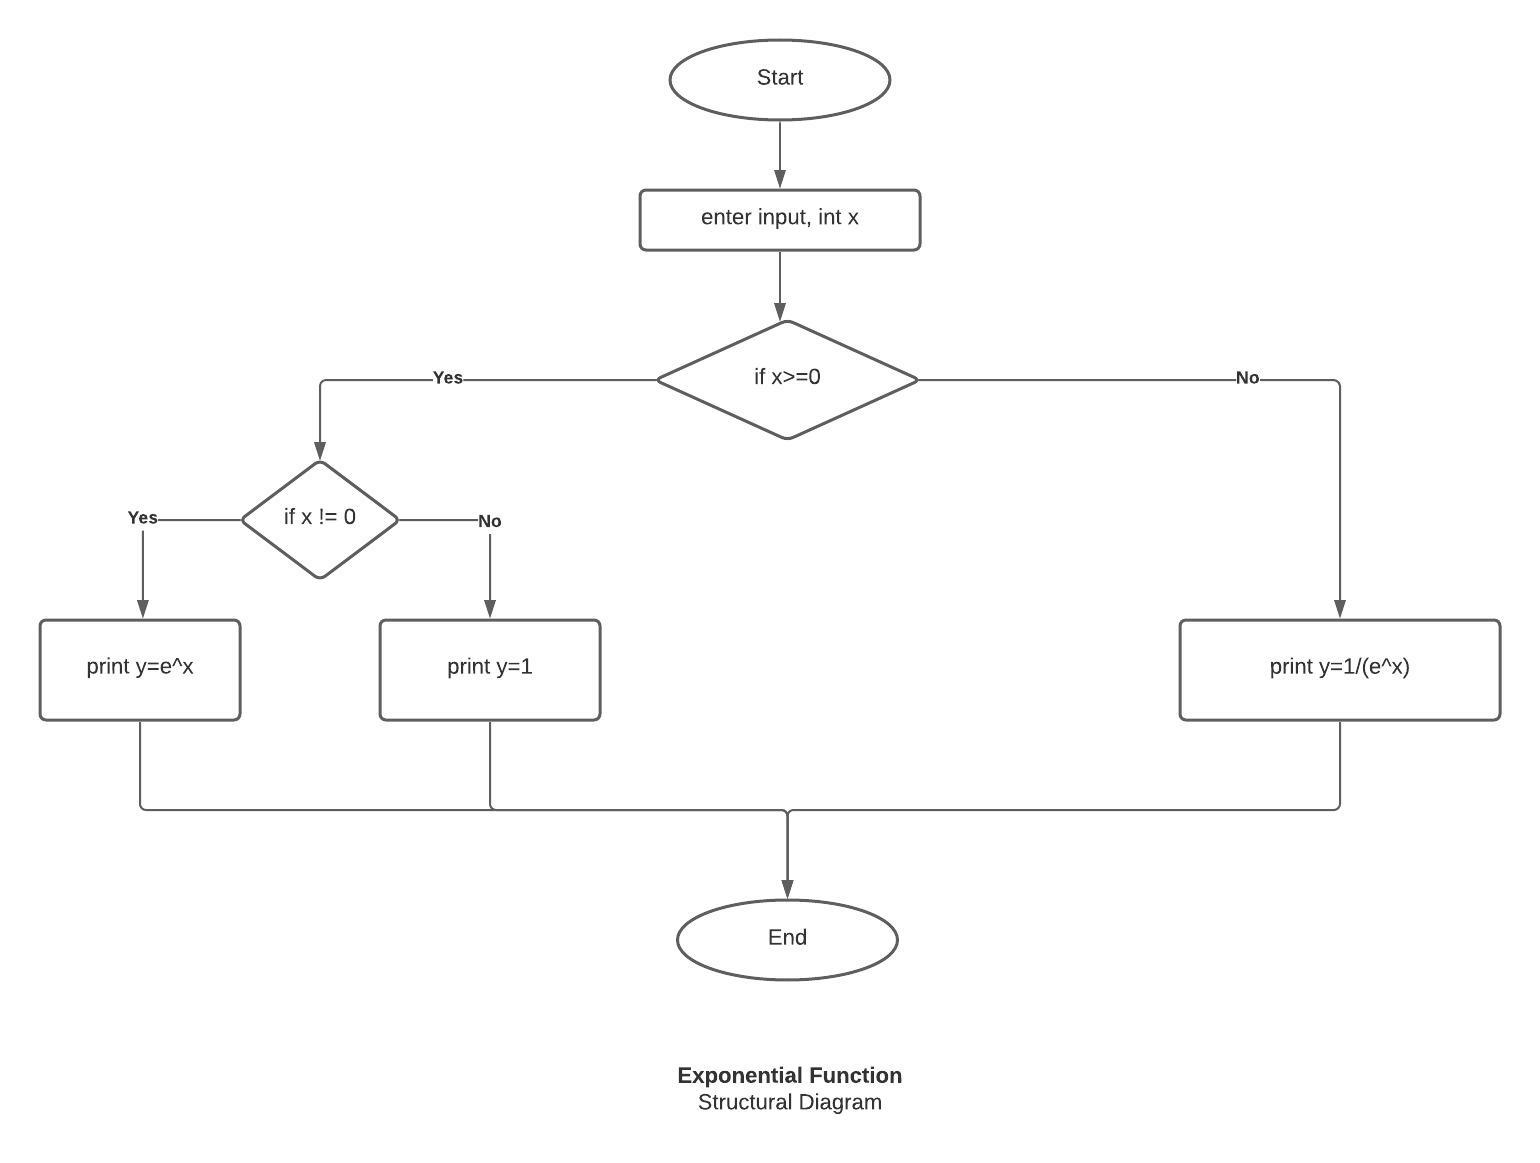 Start
enter input, int x
if x>=0
Yes
No
if x != 0
Yes
No
print y=e^x
print y=1
print y=1/(e^x)
End
Exponential Function
Structural Diagram